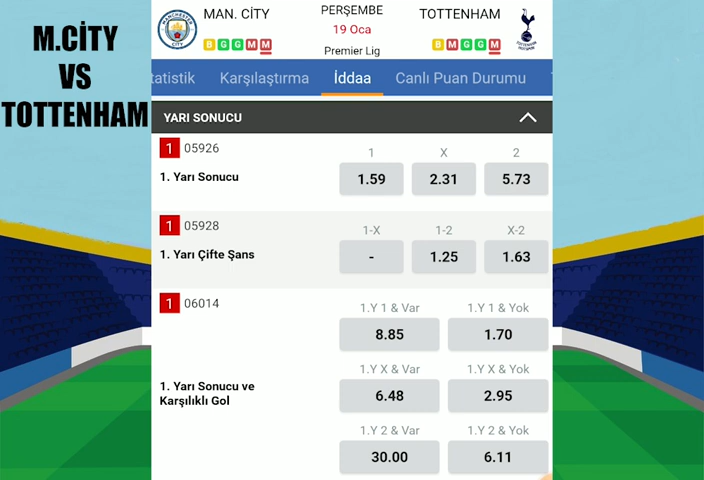 M.CİTY
VS
TOTTENHAM
MAN. CİTY
PERŞEMBE
TOTTENHAM
19 Oca
Premier Lig
B G G M M
B M G G M
tatistik Karşılaştırma İddaa Canlı Puan Durumu
YARI SONUCU
1 05926
1 X 2
1. Yarı Sonucu
1.59 2.31 5.73
1 05928
1-X 1-2 X-2
1. Yarı Çifte Şans
- 1.25 1.63
1 06014
1.Y 1 & Var 1.Y 1 & Yok
8.85 1.70
1.Y X & Var 1.Y X & Yok
1. Yarı Sonucu ve
Karşılıklı Gol
6.48 2.95
1.Y 2 & Var 1.Y 2 & Yok
30.00 6.11